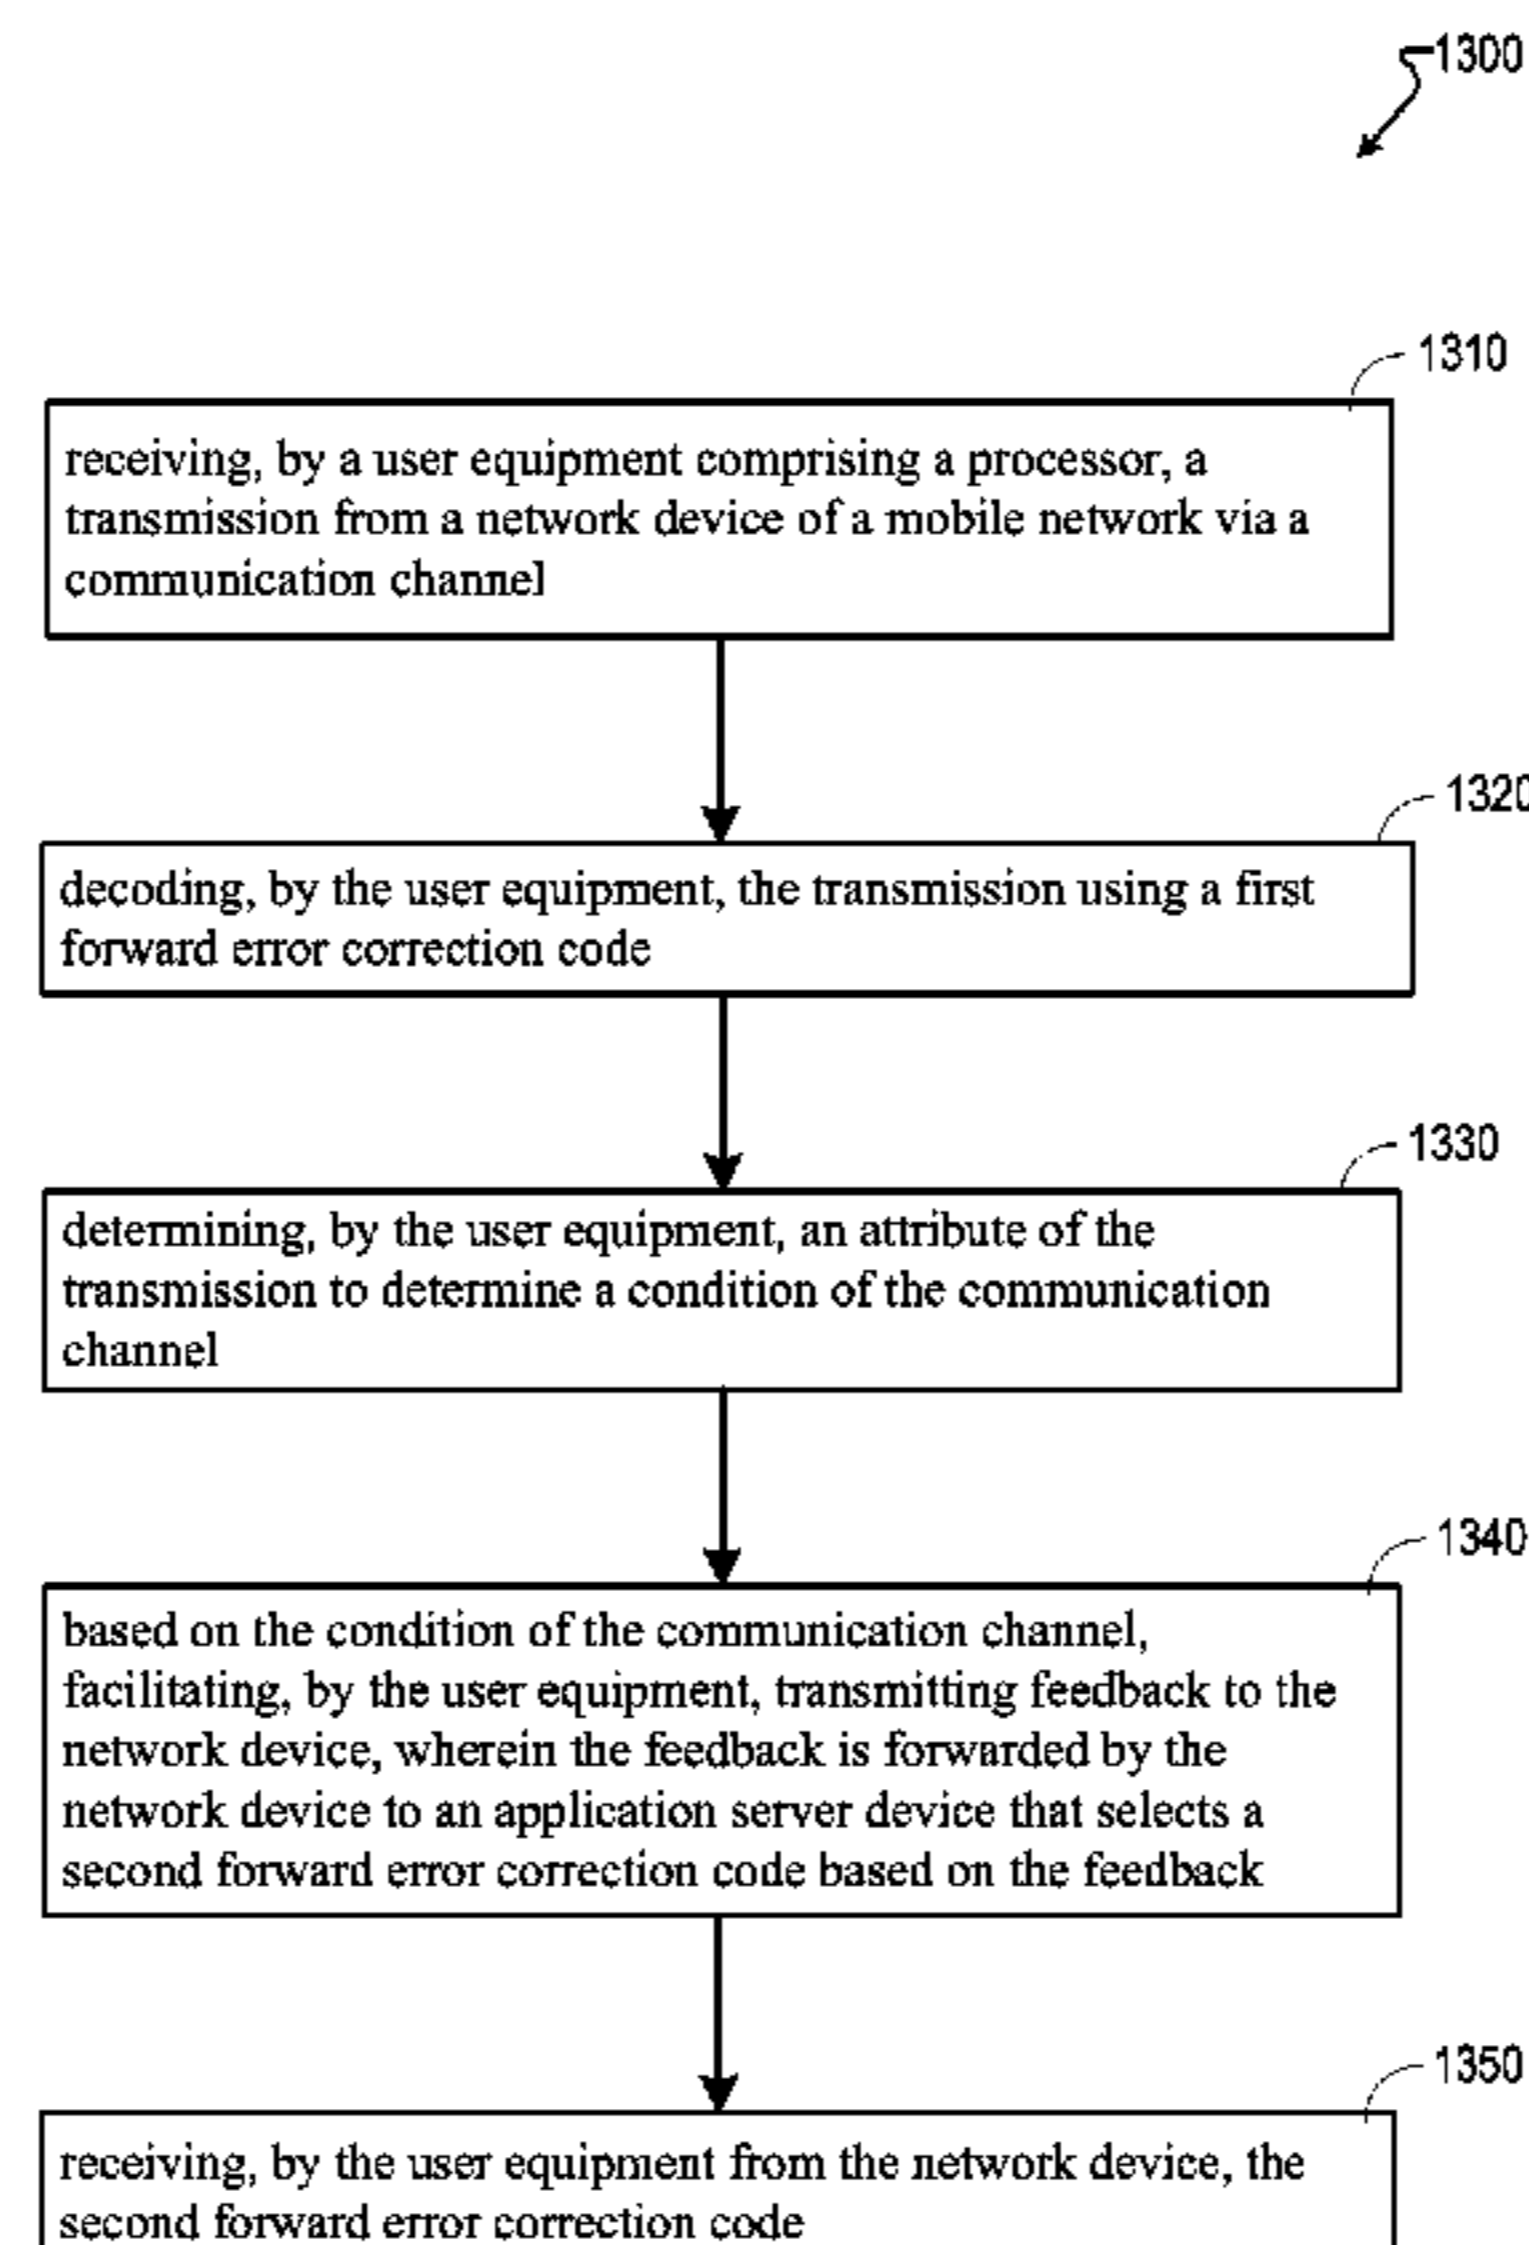 1300
1310
receiving, by a user equipment comprising a processor, a
transmission from a network device of a mobile network via a
communication channel
1320
decoding, by the user equipment, the transmission using a first
forward error correction code
1330
determining, by the user equipment, an attribute of the
transmission to determine a condition of the communication
channel
1340
based on the condition of the communication channel,
facilitating, by the user equipment, transmitting feedback to the
network device, wherein the feedback is forwarded by the
network device to an application server device that selects a
second forward error correction code based on the feedback
1350
receiving, by the user equipment from the network device, the
second forward error correction code